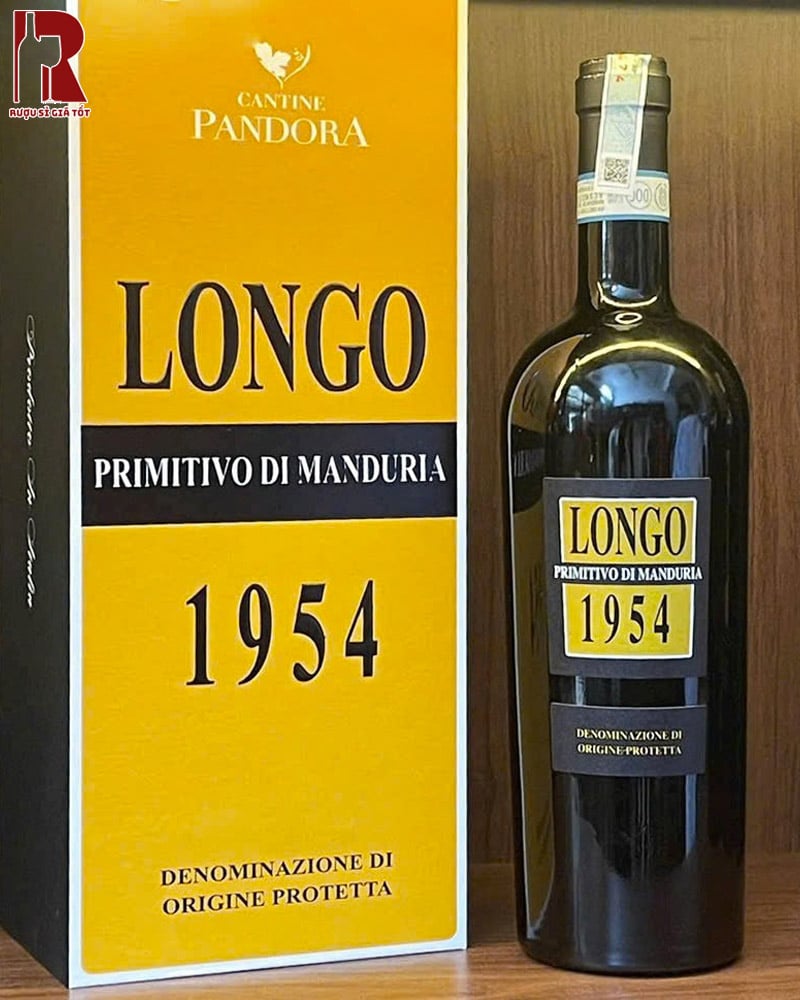 R
RƯỢU SỈ GIÁ TỐT
CANTINE
PANDORA
LONGO
PRIMITIVO DI MANDURIA
1954
DENOMINAZIONE DI
ORIGINE PROTETTA
LONGO
PRIMITIVO DI MANDURIA
1954
DENOMINAZIONE DI
ORIGINE PROTETTA